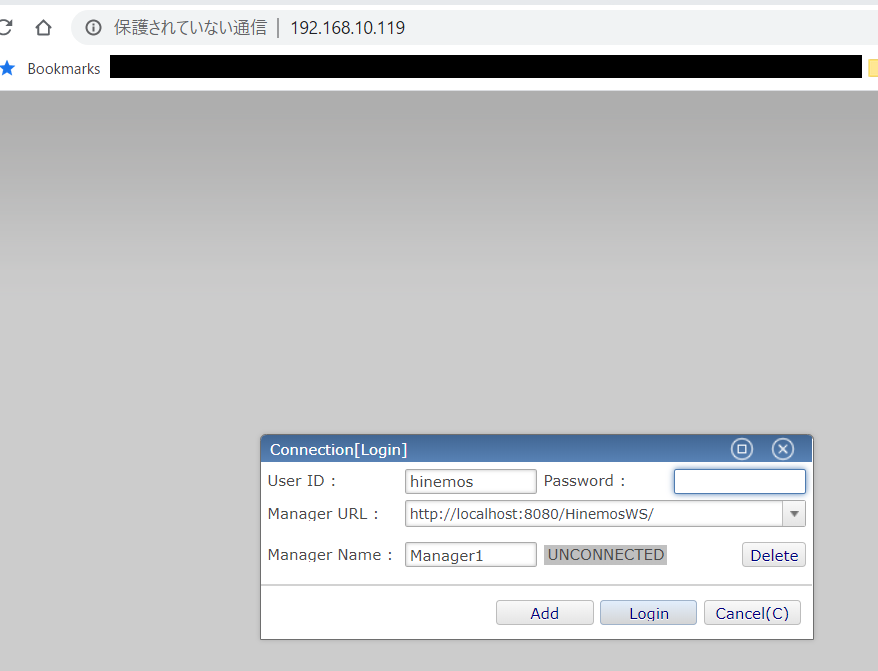 保護されていない通信 | 192.168.10.119
Bookmarks
Connection[Login]
User ID : hinemos Password :
Manager URL : http://localhost:8080/HinemosWS/
Manager Name : Manager1 UNCONNECTED Delete
Add Login Cancel(C)